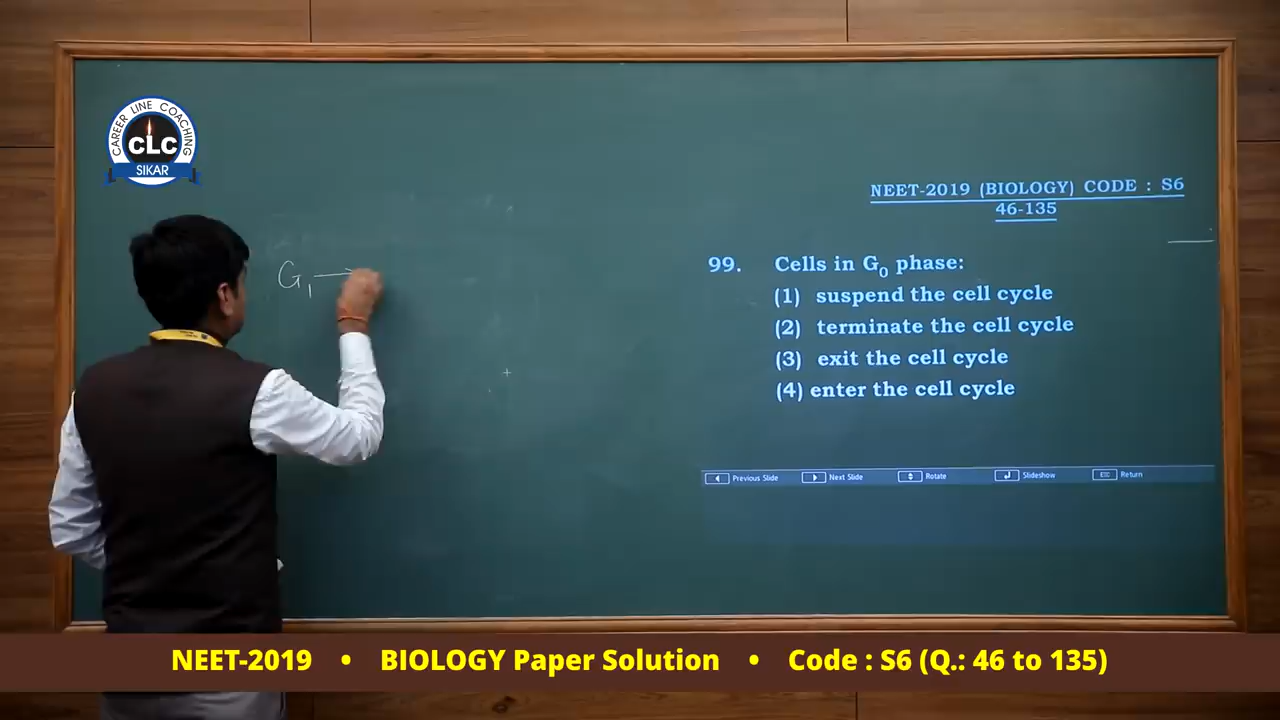 CAREER LINE COACHING
CLC
SIKAR
G₁ →
NEET-2019 (BIOLOGY) CODE : S6
46-135
99. Cells in G₀ phase:
(1) suspend the cell cycle
(2) terminate the cell cycle
(3) exit the cell cycle
(4) enter the cell cycle
Previous Slide Next Slide Rotate Slideshow ESC Return
NEET-2019 • BIOLOGY Paper Solution • Code : S6 (Q.: 46 to 135)